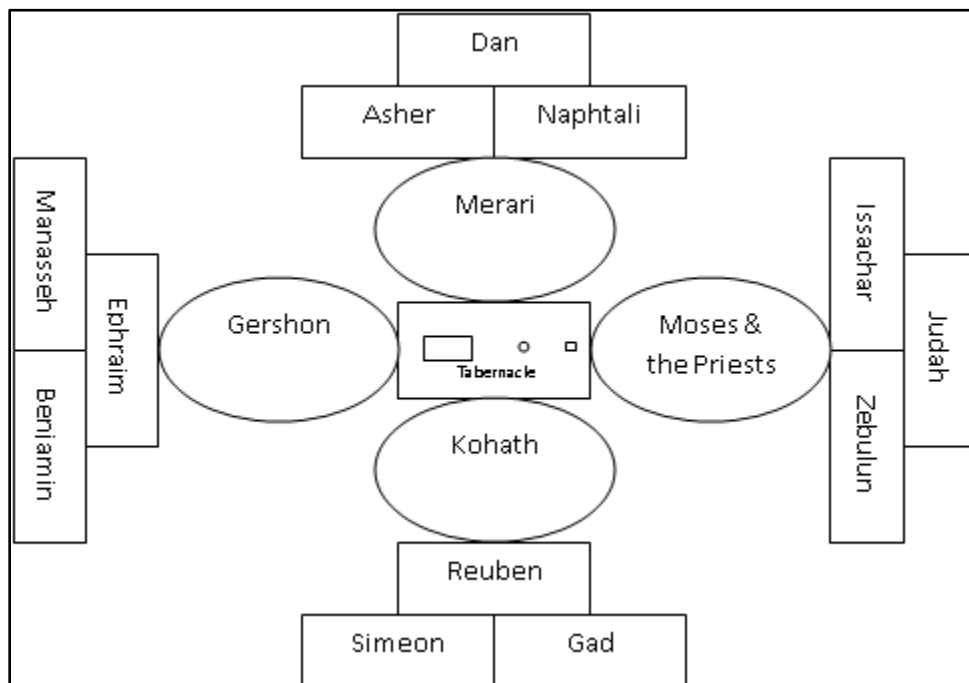 Dan
Asher
Naphtali
Manasseh
Issachar
Merari
Ephraim
Judah
Gershon
Moses &
the Priests
Tabernacle
Benjamin
Zebulun
Kohath
Reuben
Simeon
Gad